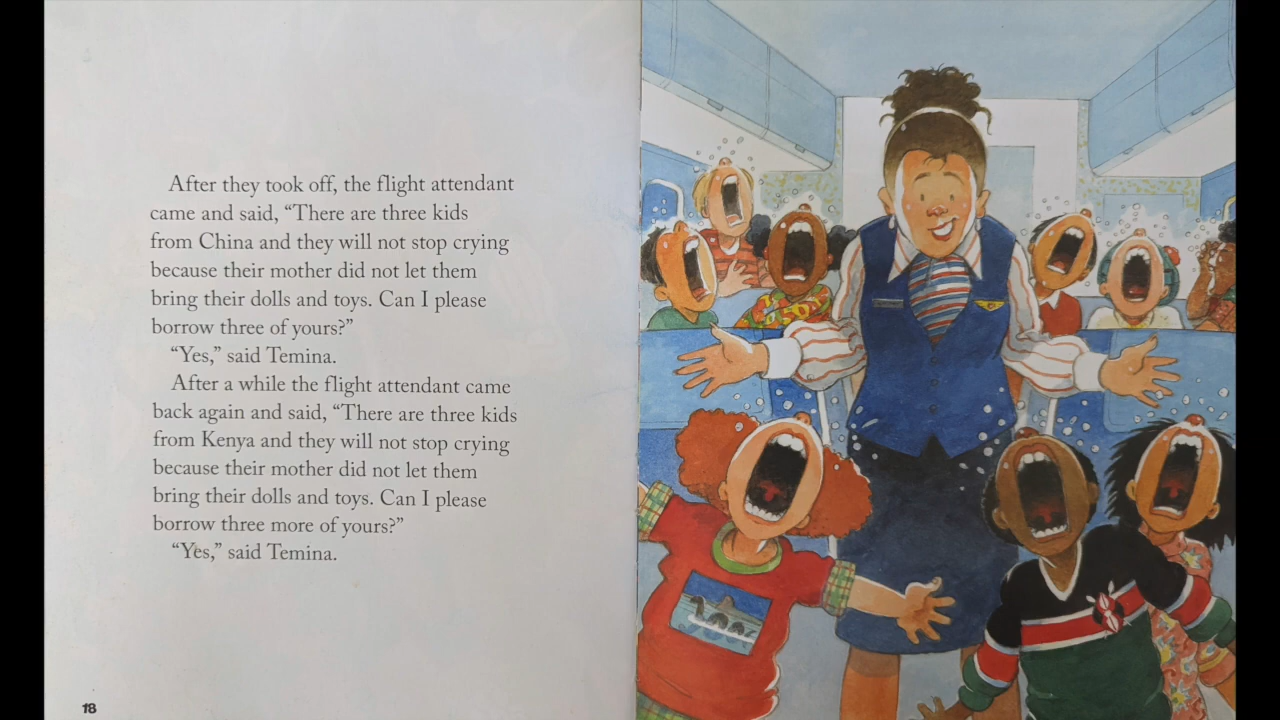 After they took off, the flight attendant
came and said, “There are three kids
from China and they will not stop crying
because their mother did not let them
bring their dolls and toys. Can I please
borrow three of yours?”
“Yes,” said Temina.
After a while the flight attendant came
back again and said, “There are three kids
from Kenya and they will not stop crying
because their mother did not let them
bring their dolls and toys. Can I please
borrow three more of yours?”
“Yes,” said Temina.
18